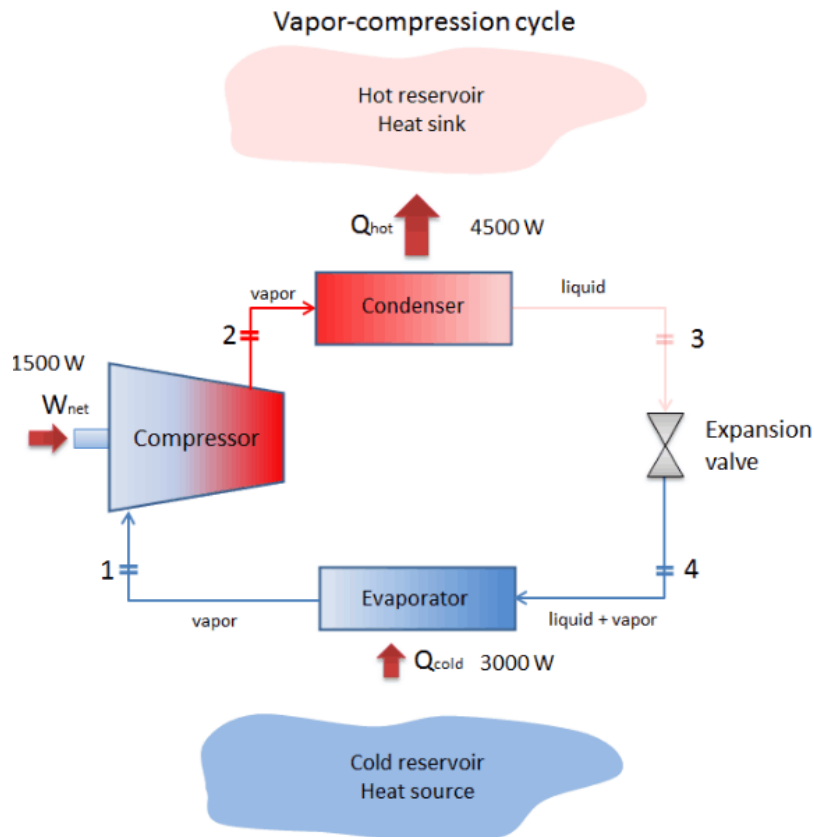 Vapor-compression cycle
Hot reservoir
Heat sink
Qhot 4500 W
vapor
Condenser
liquid
2
3
1500 W
Wnet
Compressor
Expansion
valve
1
4
Evaporator
vapor
liquid + vapor
Qcold 3000 W
Cold reservoir
Heat source